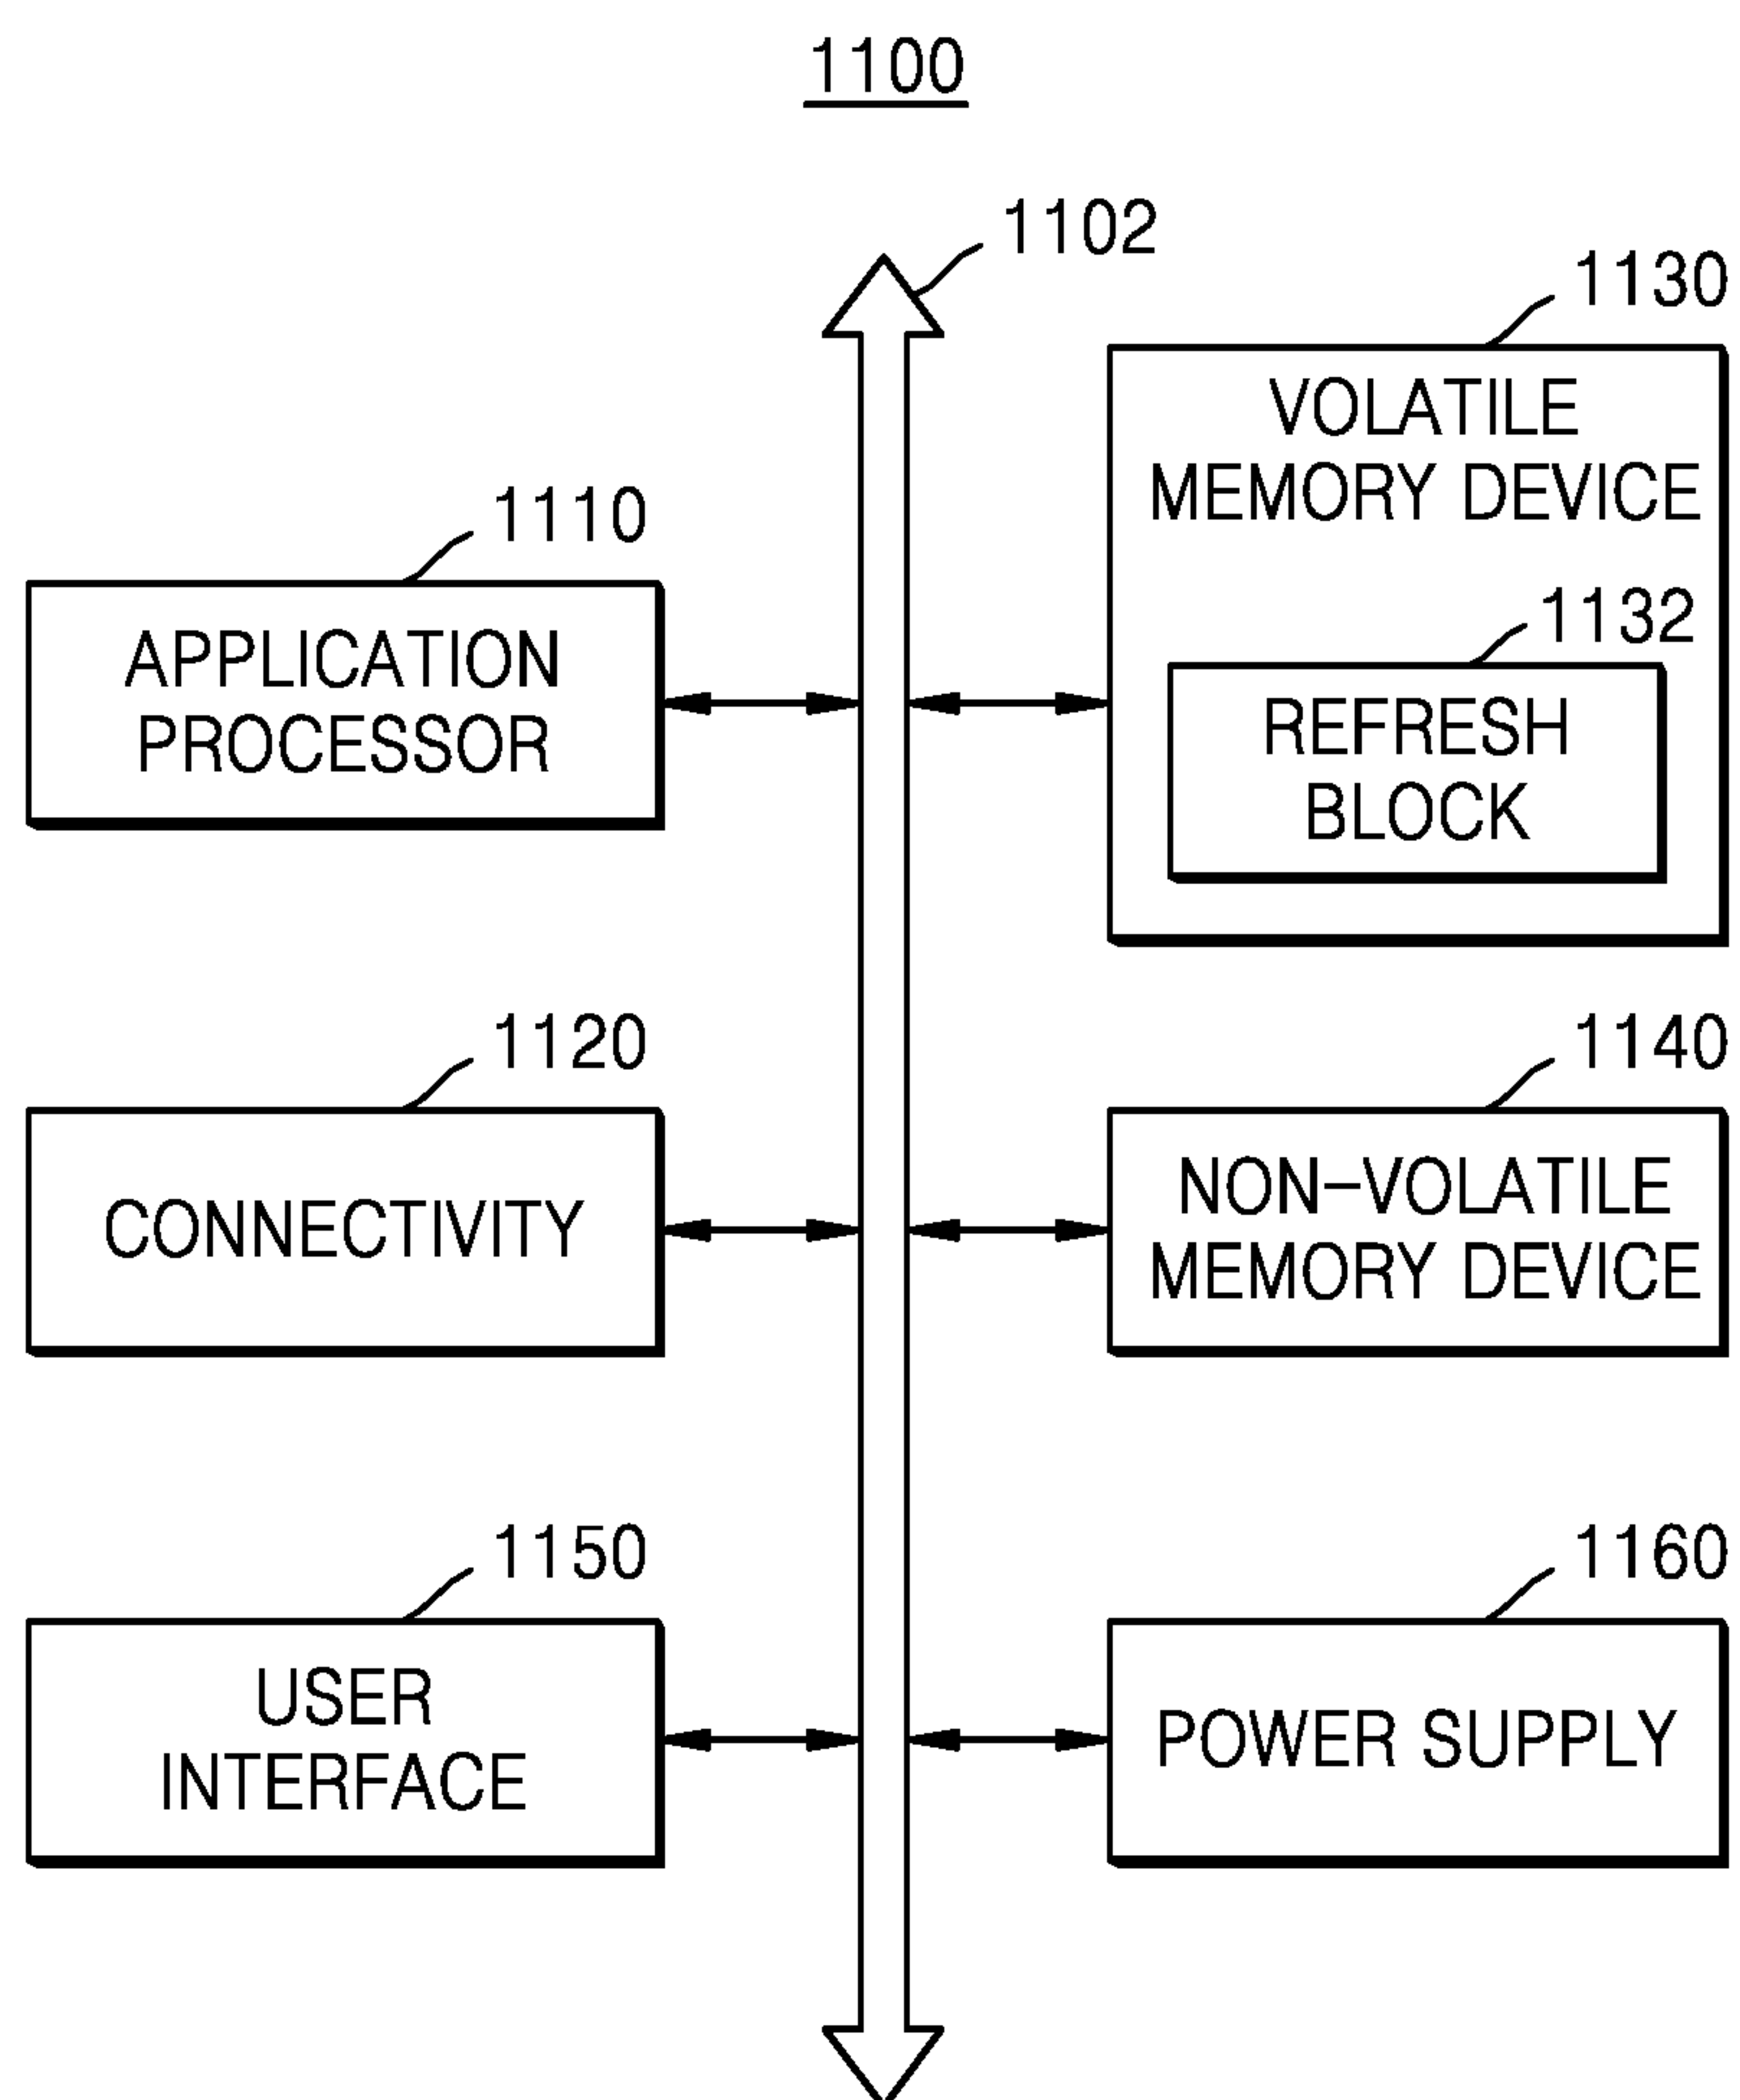 1100
1102
1130
VOLATILE
MEMORY DEVICE
1110
APPLICATION
PROCESSOR
1132
REFRESH
BLOCK
1120
CONNECTIVITY
1140
NON-VOLATILE
MEMORY DEVICE
1150
USER
INTERFACE
1160
POWER SUPPLY